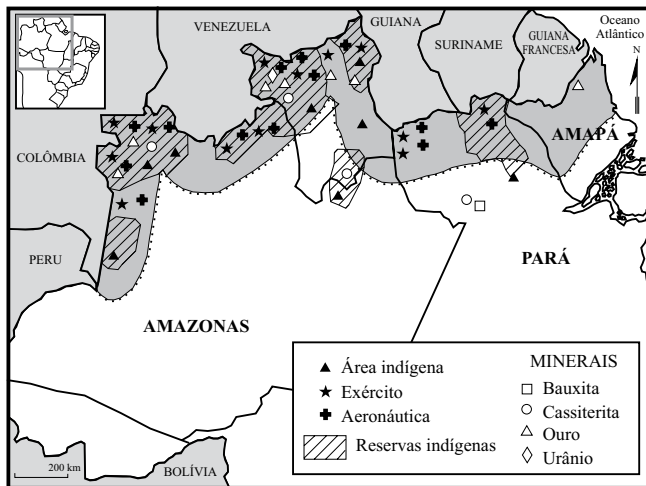 VENEZUELA
GUIANA
SURINAME
GUIANA
FRANCESA
Oceano
Atlântico
N
COLÔMBIA
AMAPÁ
PERU
PARÁ
AMAZONAS
BOLÍVIA
200 km
Área indígena
Exército
Aeronáutica
Reservas indígenas
MINERAIS
Bauxita
Cassiterita
Ouro
Urânio